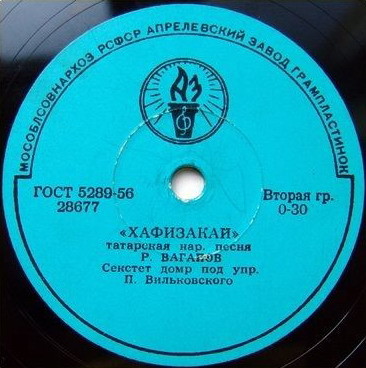 МОСОБЛСОВНАРХОЗ РСФСР АПРЕЛЕВСКИЙ ЗАВОД ГРАМПЛАСТИНОК
АЗ
ГОСТ 5289-56
28677
Вторая гр.
0-30
«ХАФИЗАКАЙ»
татарская нар. песня
Р. ВАГАПОВ
Секстет домр под упр.
П. Вильковского